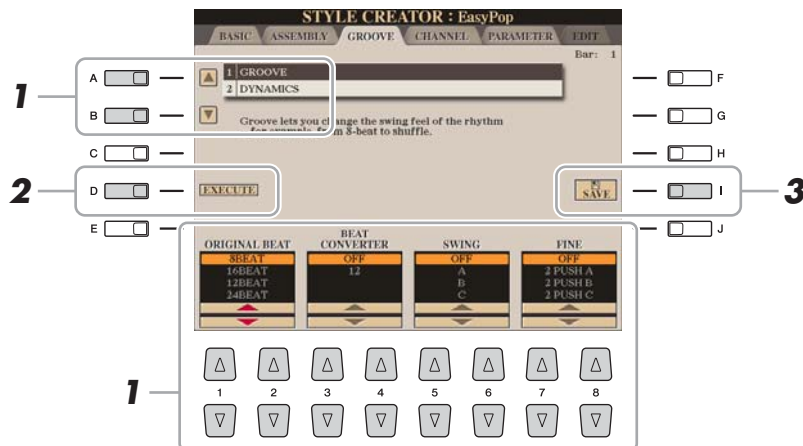 STYLE CREATOR : EasyPop
BASIC ASSEMBLY GROOVE CHANNEL PARAMETER EDIT
Bar: 1
1 GROOVE
2 DYNAMICS
Groove lets you change the swing feel of the rhythm
for example, from 8-beat to shuffle.
EXECUTE
SAVE
A
B
C
D
E
F
G
H
I
J
1
2
3
ORIGINAL BEAT
8BEAT
16BEAT
12BEAT
24BEAT
BEAT CONVERTER
OFF
12
SWING
OFF
A
B
C
FINE
OFF
2 PUSH A
2 PUSH B
2 PUSH C
1
1 2 3 4 5 6 7 8